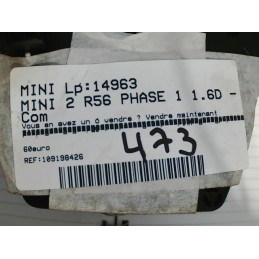 MINI Lp:14963
MINI 2 R56 PHASE 1 1.6D -
Com
Vous en avez un à vendre ? Vendre maintenant
473
60euro
REF:109198426